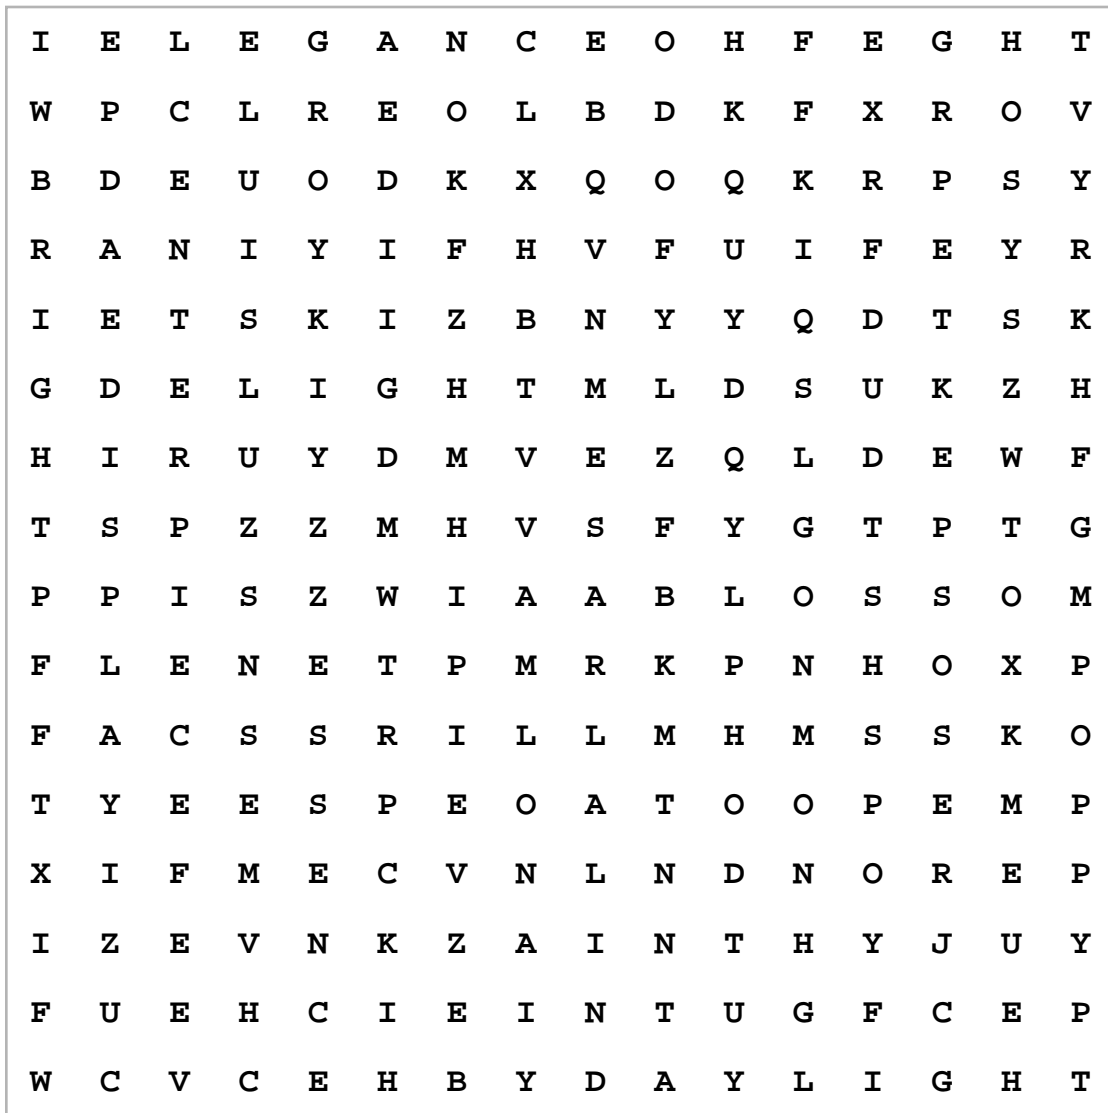 I E L E G A N C E O H F E G H T
W P C L R E O L B D K F X R O V
B D E U O D K X Q O Q K R P S Y
R A N I Y I F H V F U I F E Y R
I E T S K I Z B N Y Y Q D T S K
G D E L I G H T M L D S U K Z H
H I R U Y D M V E Z Q L D E W F
T S P Z Z M H V S F Y G T P T G
P P I S Z W I A A B L O S S O M
F L E N E T P M R K P N H O X P
F A C S S R I L L M H M S S K O
T Y E E S P E O A T O O P E M P
X I F M E C V N L N D N O R E P
I Z E V N K Z A I N T H Y J U Y
F U E H C I E I N T U G F C E P
W C V C E H B Y D A Y L I G H T